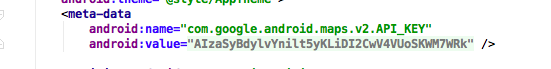 <meta-data
android:name="com.google.android.maps.v2.API_KEY"
android:value="AIzaSyBdylvYnilt5yKLiDI2CwV4VUoSKWM7WRk" />